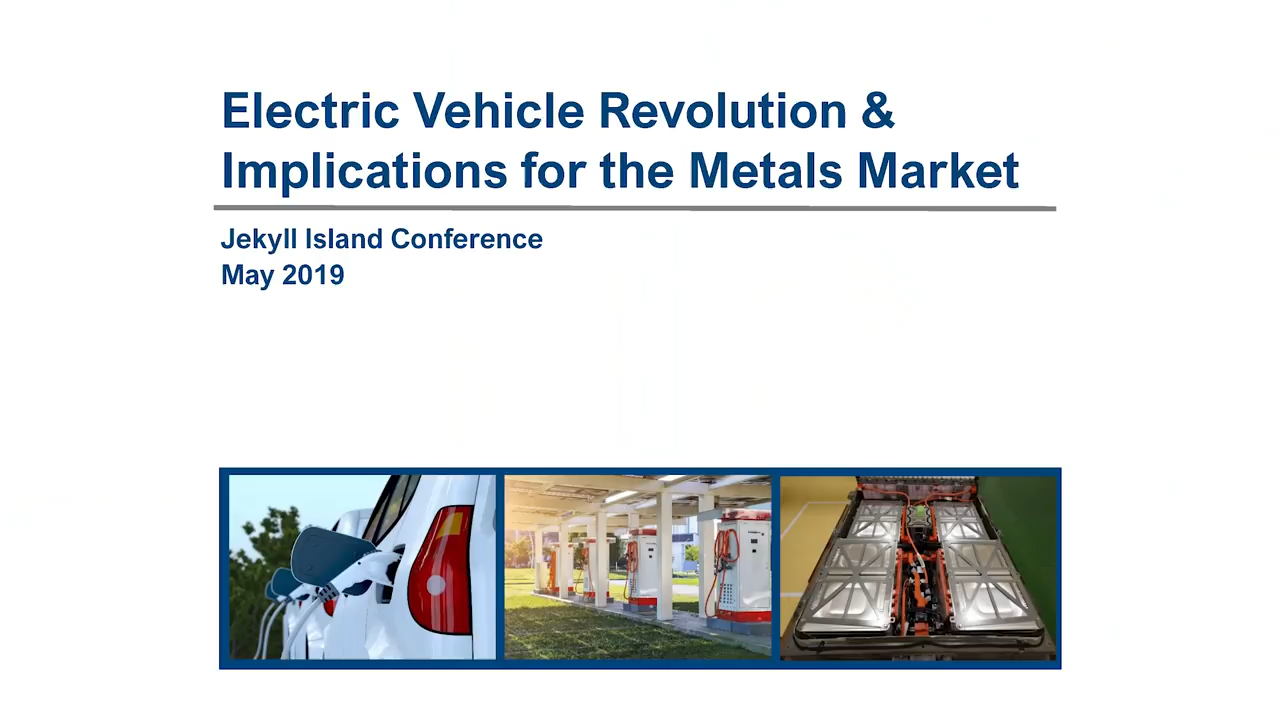 Electric Vehicle Revolution &
Implications for the Metals Market
Jekyll Island Conference
May 2019